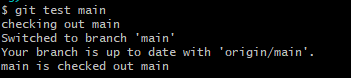 $ git test main
checking out main
Switched to branch 'main'
Your branch is up to date with 'origin/main'.
main is checked out main